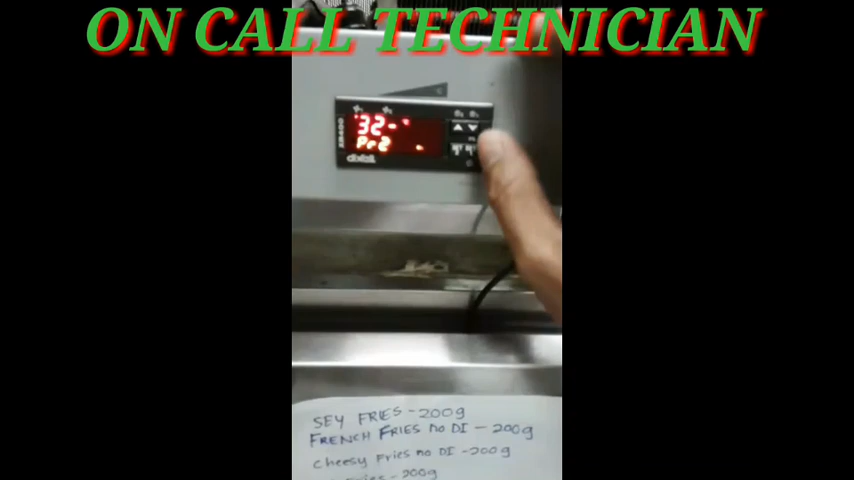 ON CALL TECHNICIAN
32-
Pr2
dixell
SEY FRIES - 200g
FRENCH FRIES no DI - 200g
Cheesy Fries no DI - 200g
- 200g